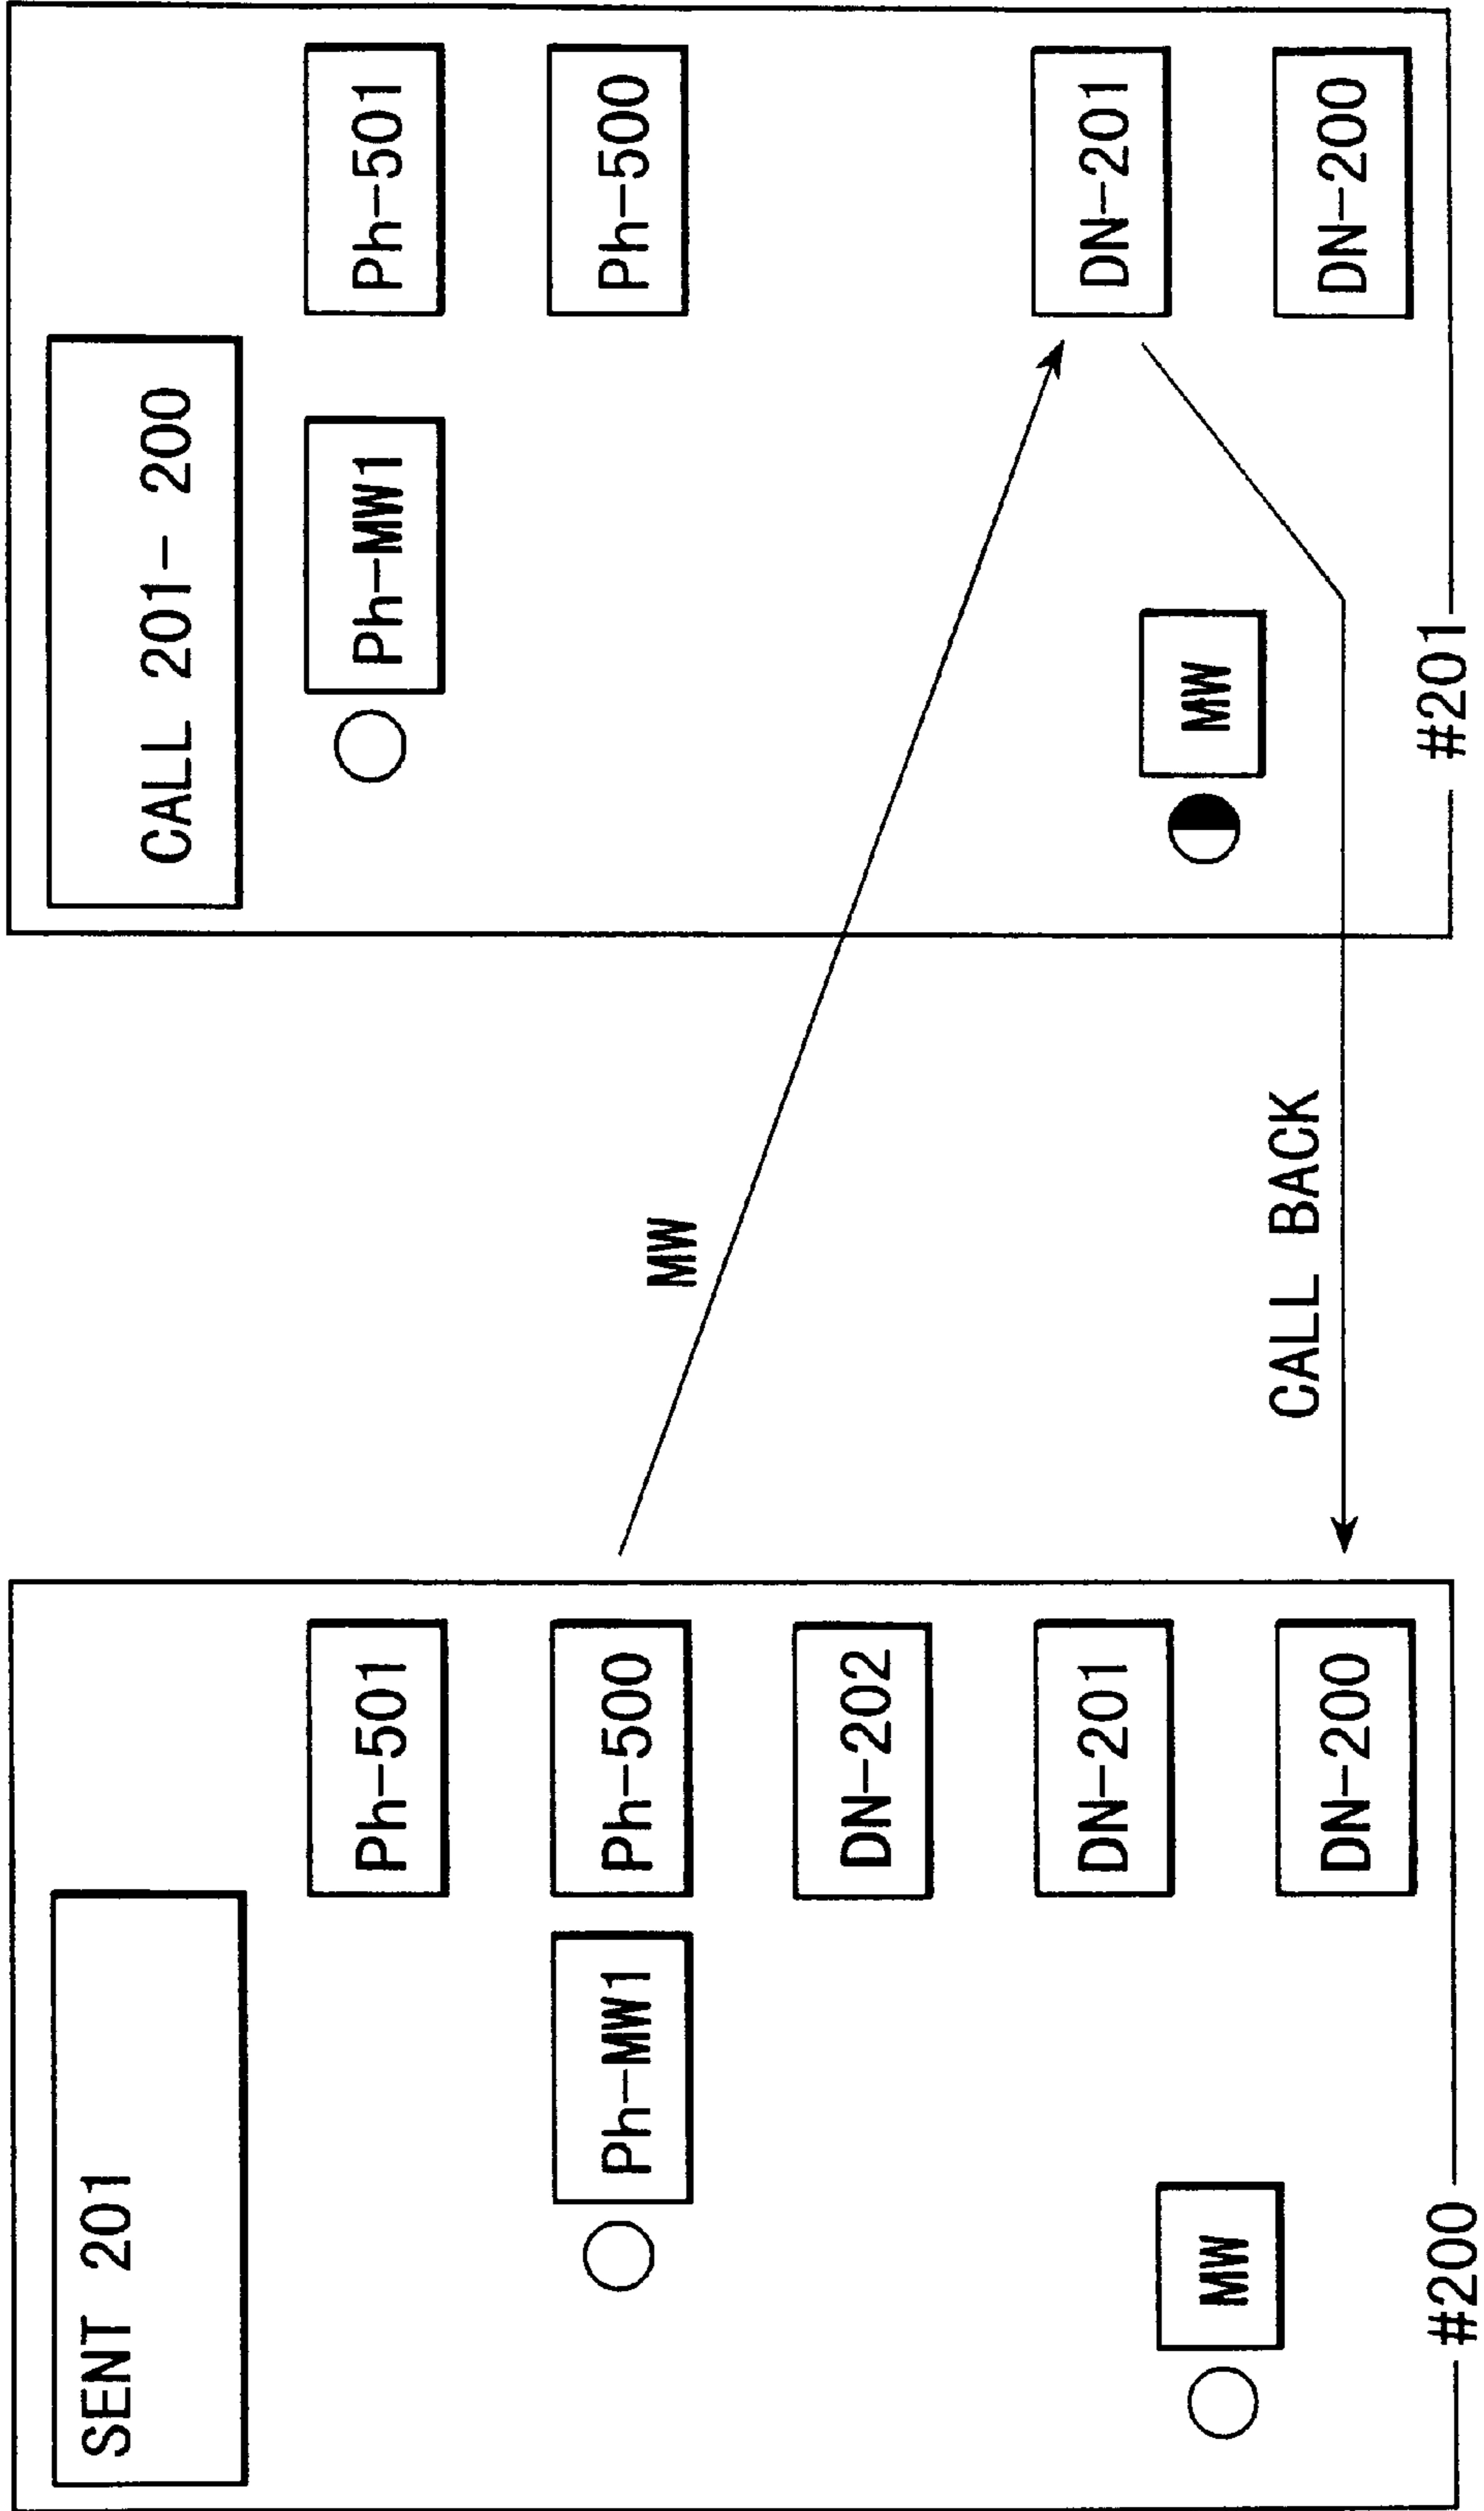 SENT 201
Ph-501
Ph-MW1
Ph-500
DN-202
DN-201
MW
DN-200
#200
MW
CALL BACK
CALL 201- 200
Ph-MW1
Ph-501
Ph-500
DN-201
MW
DN-200
#201